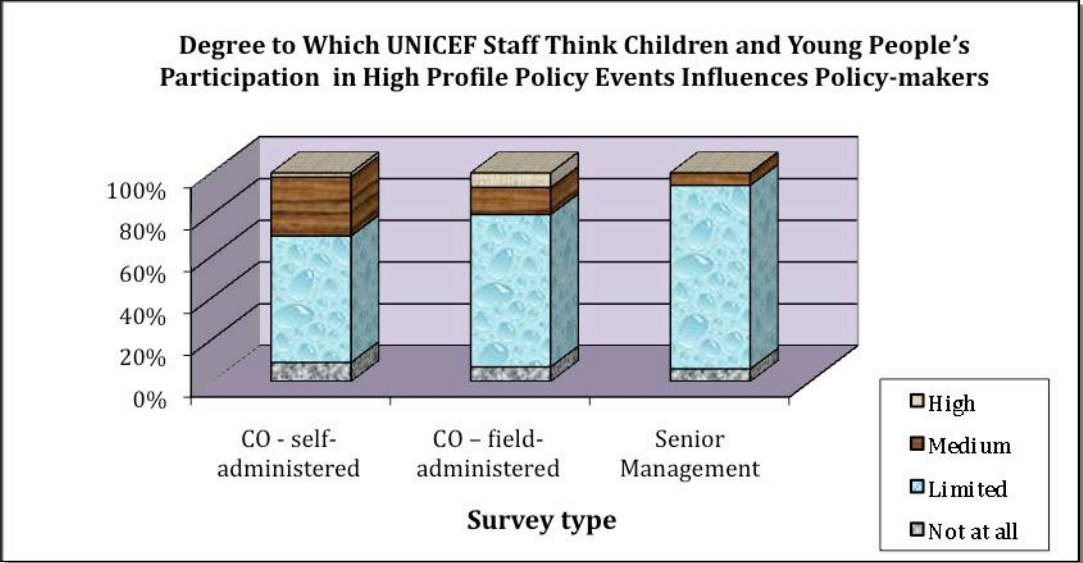 Degree to Which UNICEF Staff Think Children and Young People’s
Participation in High Profile Policy Events Influences Policy-makers
100%
80%
60%
40%
20%
0%
CO - self-
administered
CO – field-
administered
Senior
Management
Survey type
High
Medium
Limited
Not at all